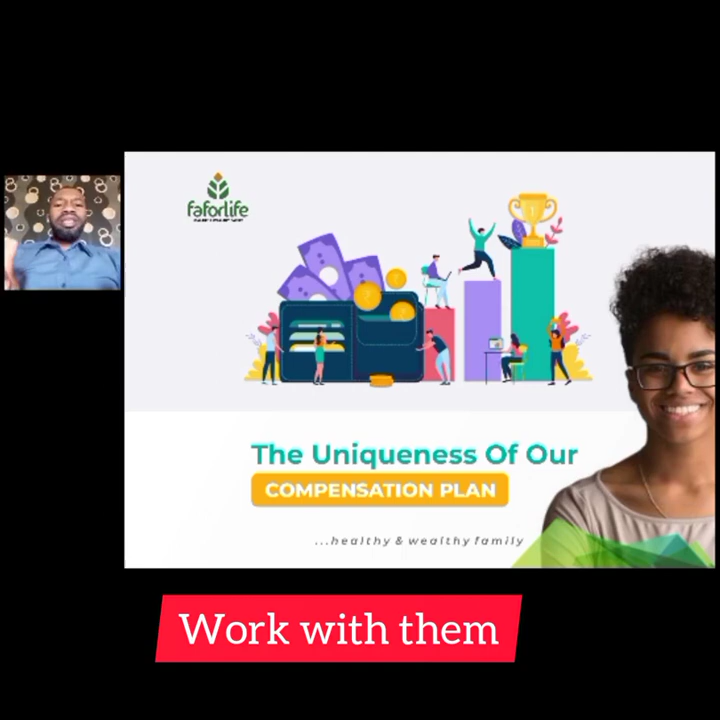 faforlife
The Uniqueness Of Our
COMPENSATION PLAN
...healthy & wealthy family
Work with them